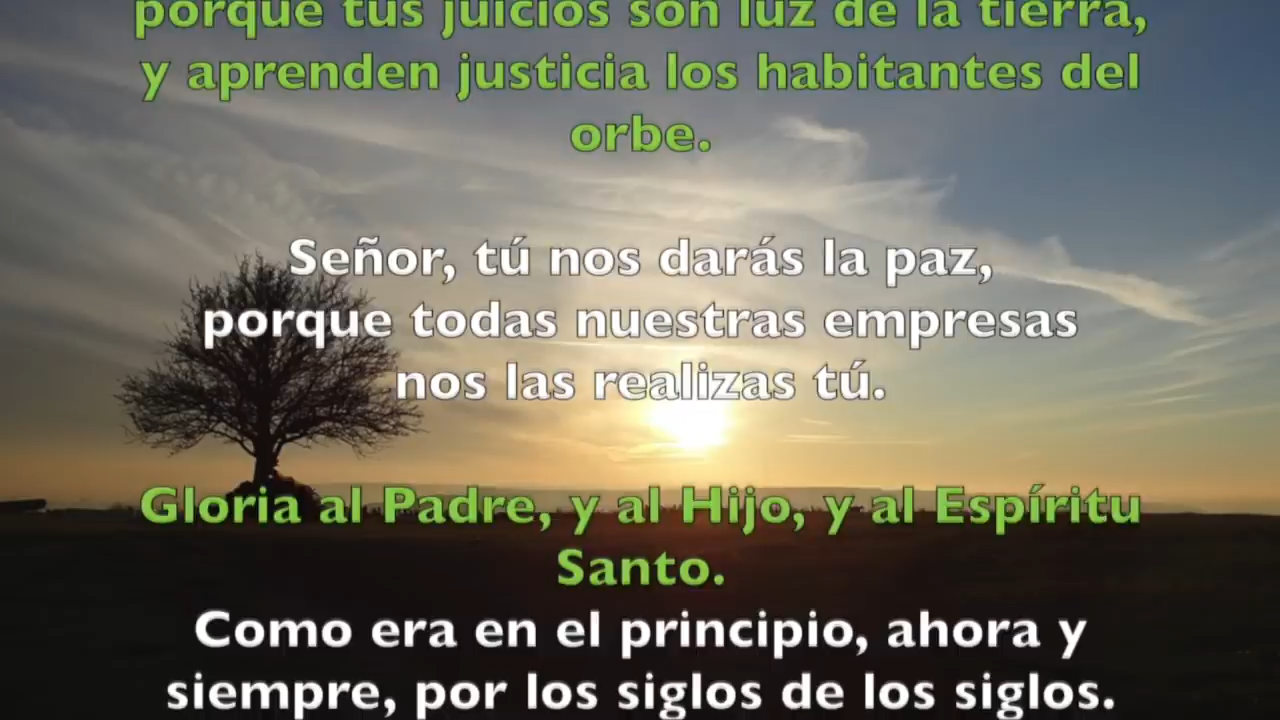 porque tus juicios son luz de la tierra,
y aprenden justicia los habitantes del
orbe.
Señor, tú nos darás la paz,
porque todas nuestras empresas
nos las realizas tú.
Gloria al Padre, y al Hijo, y al Espíritu
Santo.
Como era en el principio, ahora y
siempre, por los siglos de los siglos.